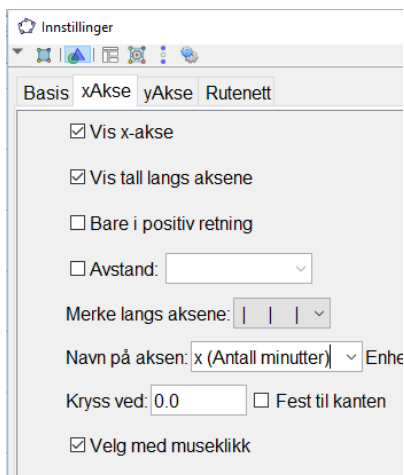 Innstillinger
Basis xAkse yAkse Rutenett
Vis x-akse
Vis tall langs aksene
Bare i positiv retning
Avstand:
Merke langs aksene: | | |
Navn på aksen: x (Antall minutter) Enhe
Kryss ved: 0.0 Fest til kanten
Velg med museklikk